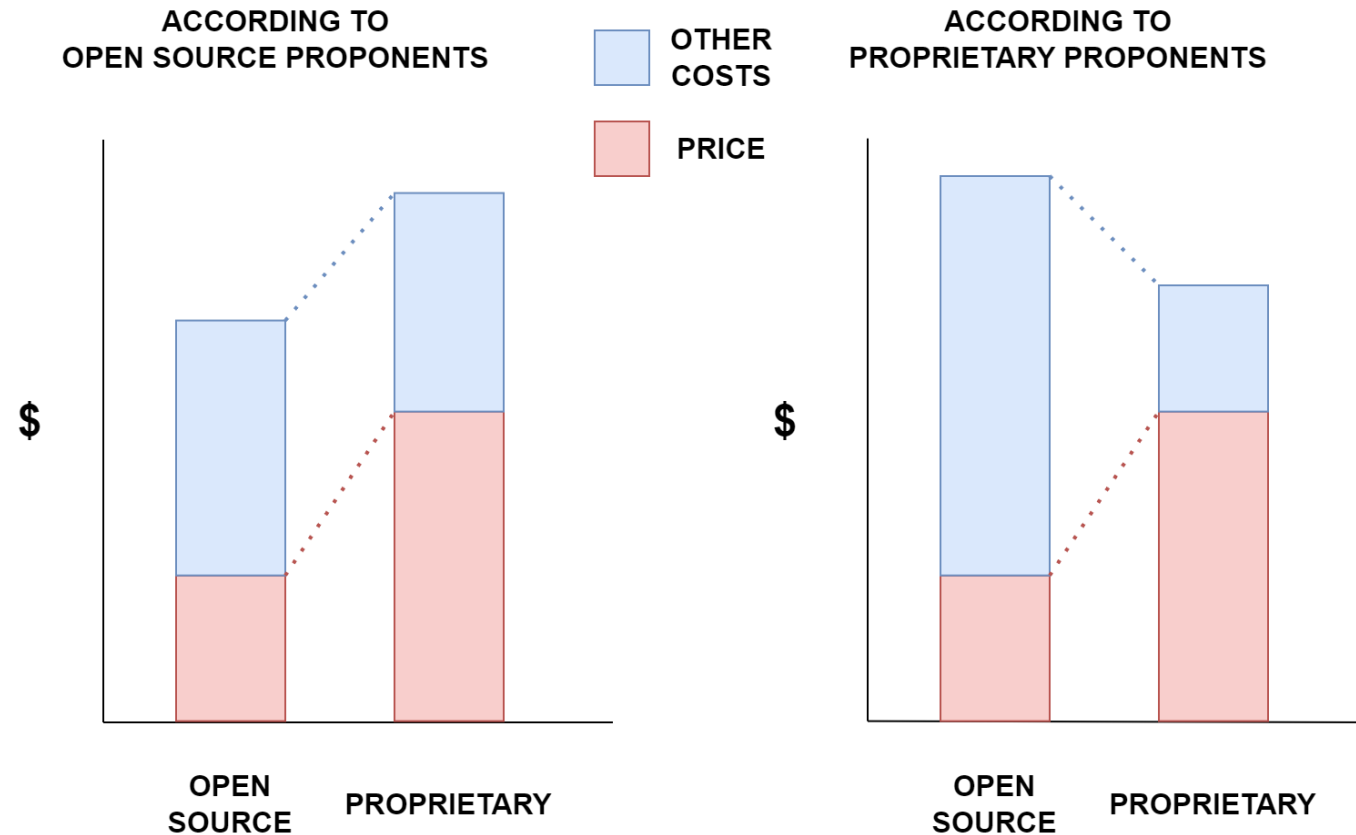 ACCORDING TO
OPEN SOURCE PROPONENTS
OTHER
COSTS
PRICE
ACCORDING TO
PROPRIETARY PROPONENTS
$
OPEN
SOURCE
PROPRIETARY
$
OPEN
SOURCE
PROPRIETARY